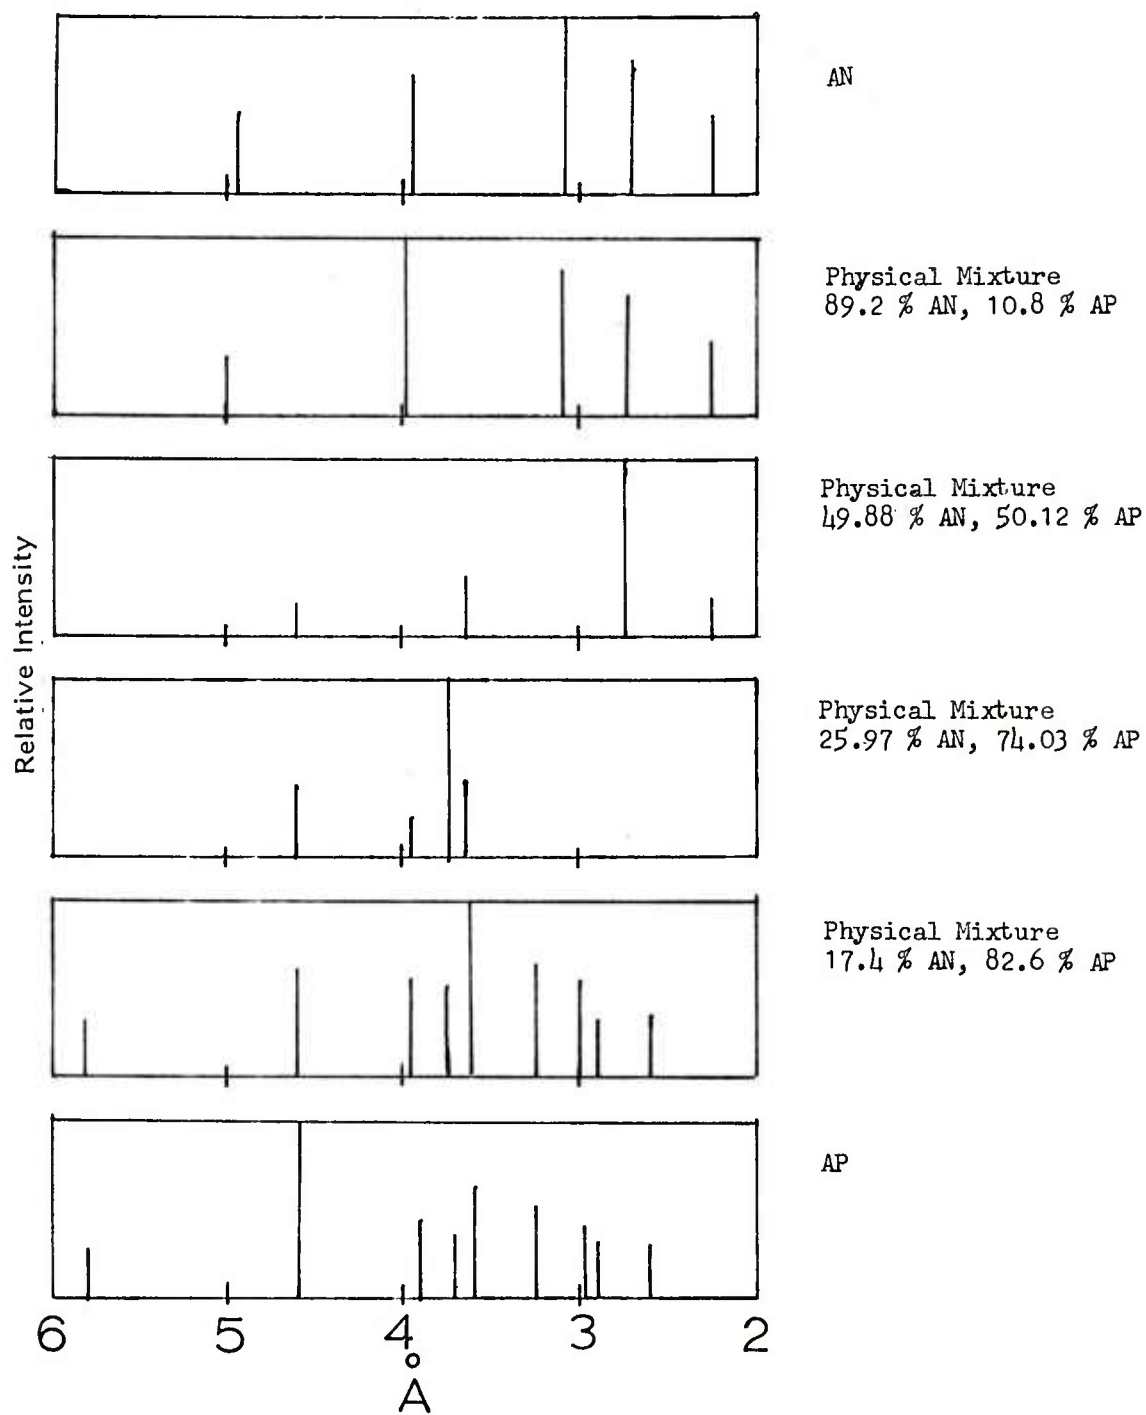 AN
Physical Mixture
89.2 % AN, 10.8 % AP
Physical Mixture
49.88 % AN, 50.12 % AP
Relative Intensity
Physical Mixture
25.97 % AN, 74.03 % AP
Physical Mixture
17.4 % AN, 82.6 % AP
AP
6 5 4 3 2
Å